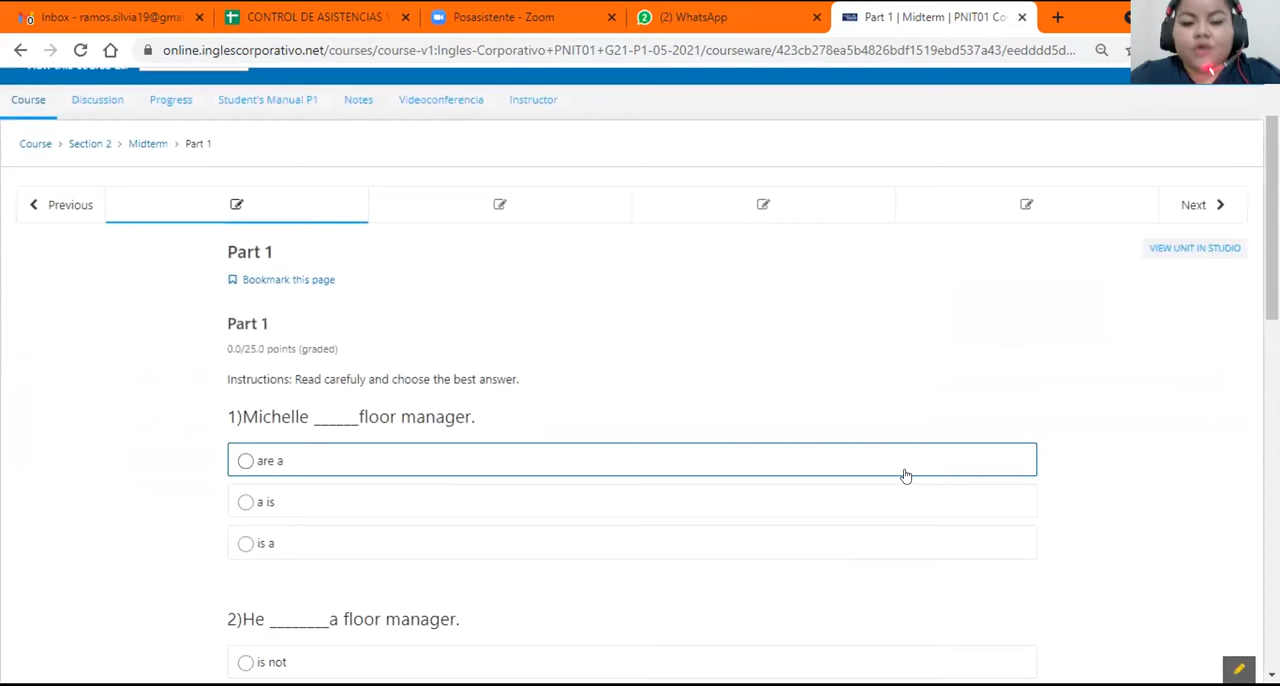 Inbox - ramos.silvia19@gma
CONTROL DE ASISTENCIAS
Posasistente - Zoom
(2) WhatsApp
Part 1 | Midterm | PNIT01 Co
online.inglescorporativo.net/courses/course-v1:Ingles-Corporativo+PNIT01+G21-P1-05-2021/courseware/423cb278ea5b4826bdf1519ebd537a43/eedddd5d...
Course
Discussion
Progress
Student's Manual P1
Notes
Videoconferencia
Instructor
Course > Section 2 > Midterm > Part 1
Previous
Next
VIEW UNIT IN STUDIO
Part 1
Bookmark this page
Part 1
0.0/25.0 points (graded)
Instructions: Read carefuly and choose the best answer.
1)Michelle ______floor manager.
are a
a is
is a
2)He ________a floor manager.
is not